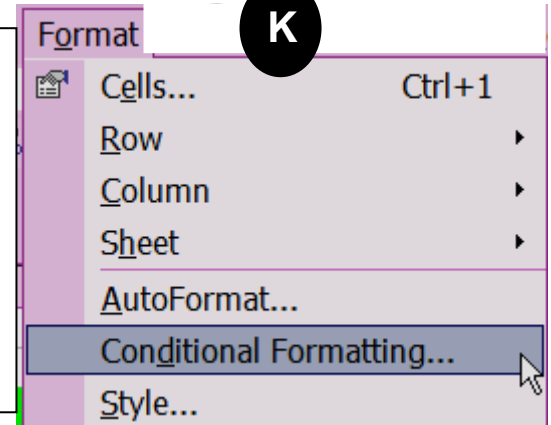 Format
K
Cells... Ctrl+1
Row
Column
Sheet
AutoFormat...
Conditional Formatting...
Style...